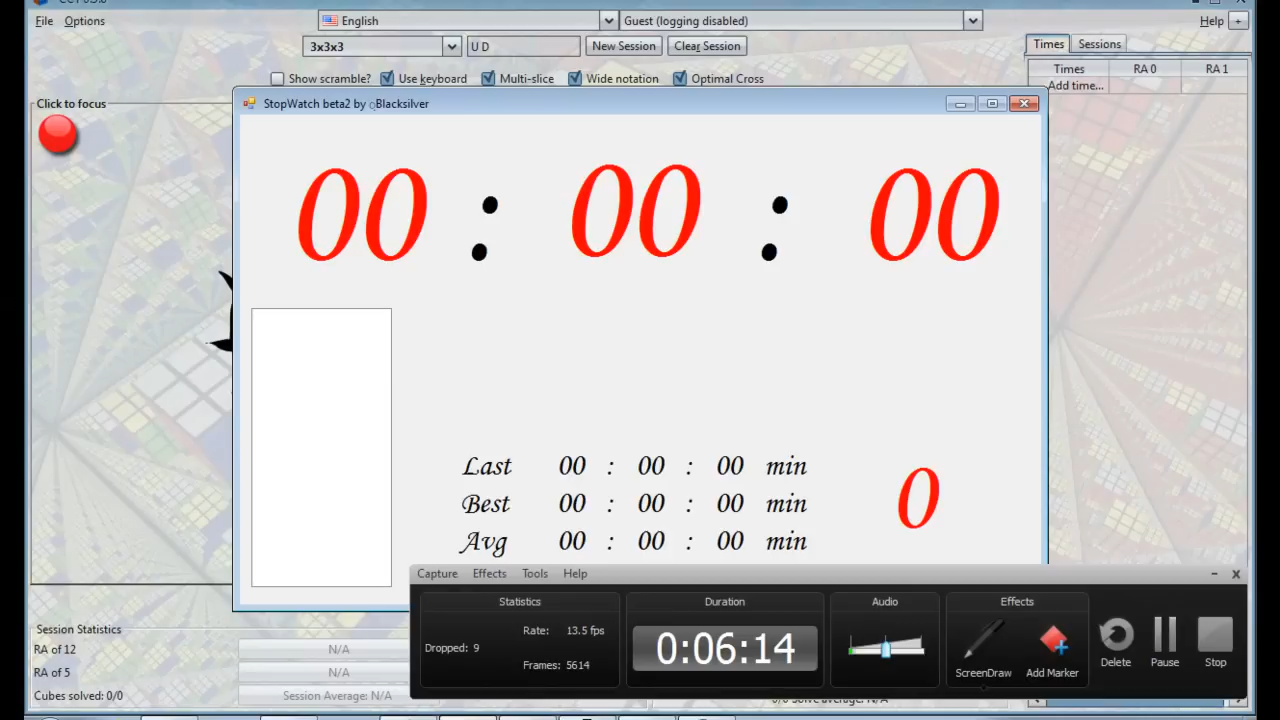 File Options English Guest (logging disabled) Help +
3x3x3 U D New Session Clear Session Times Sessions
Show scramble? Use keyboard Multi-slice Wide notation Optimal Cross
Times RA 0 RA 1
Add time...
Click to focus
StopWatch beta2 by qBlacksilver
00 : 00 : 00
Last 00 : 00 : 00 min
Best 00 : 00 : 00 min
Avg 00 : 00 : 00 min
0
Capture Effects Tools Help
Statistics Duration Audio Effects
Rate: 13.5 fps
Dropped: 9
Frames: 5614
0:06:14
ScreenDraw Add Marker Delete Pause Stop
Session Statistics
RA of 12 N/A
RA of 5 N/A
Cubes solved: 0/0 Session Average: N/A